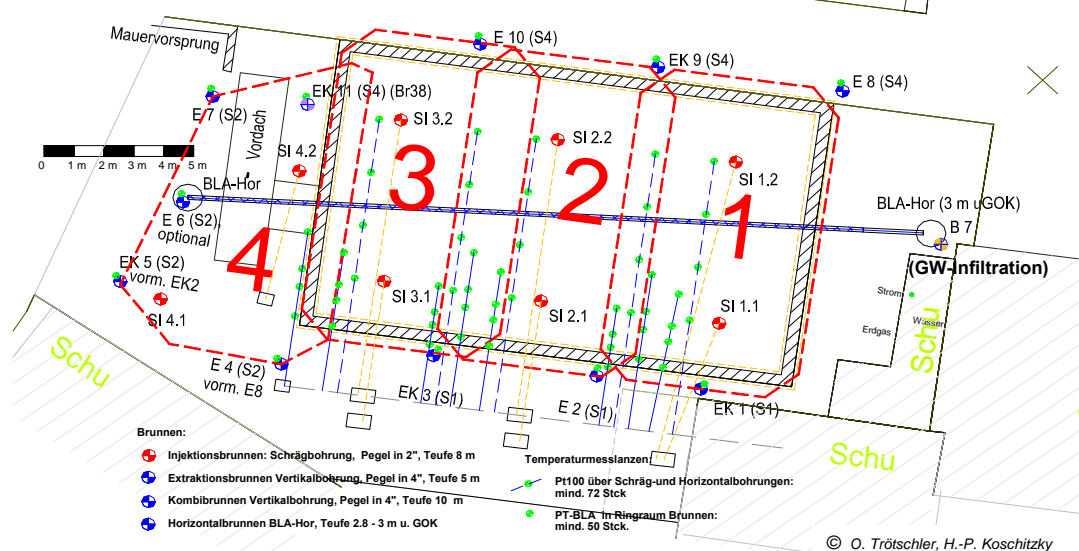 Mauervorsprung
E 10 (S4)
EK 9 (S4)
E 8 (S4)
E 7 (S2)
EK 11 (S4) (Br38)
Vordach
0 1 m 2 m 3 m 4 m 5 m
SI 3.2
SI 2.2
SI 1.2
SI 4.2
3
2
1
4
BLA-Hor
E 6 (S2),
optional
BLA-Hor (3 m uGOK)
B 7
(GW-Infiltration)
EK 5 (S2)
vorm. EK2
SI 4.1
SI 3.1
SI 2.1
SI 1.1
Strom
Wasser
Erdgas
Schu
Schu
E 4 (S2)
vorm. E8
EK 3 (S1)
E 2 (S1)
EK 1 (S1)
Schu
Brunnen:
Injektionsbrunnen: Schrägbohrung, Pegel in 2", Teufe 8 m
Extraktionsbrunnen Vertikalbohrung, Pegel in 4", Teufe 5 m
Kombibrunnen Vertikalbohrung, Pegel in 4", Teufe 10 m
Horizontalbrunnen BLA-Hor, Teufe 2.8 - 3 m u. GOK
Temperaturmesslanzen:
Pt100 über Schräg-und Horizontalbohrungen:
mind. 72 Stck
PT-BLA in Ringraum Brunnen:
mind. 50 Stck.
© O. Trötschler, H.-P. Koschitzky